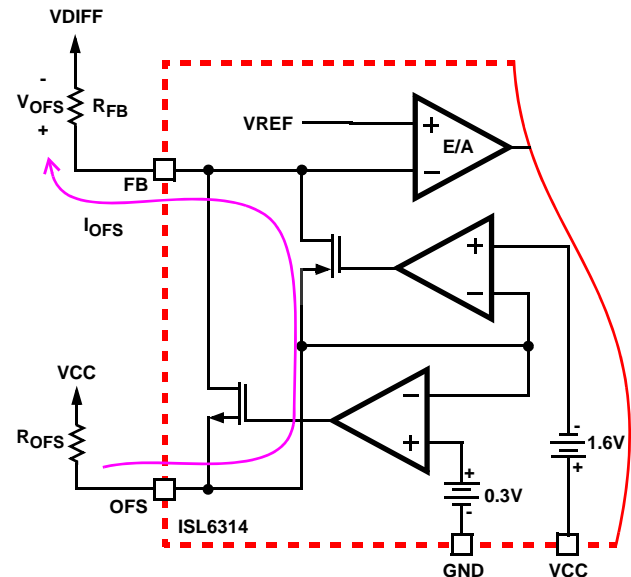 VDIFF
-
VOFS
+
RFB
VREF
+
-
E/A
FB
IOFS
+
-
VCC
ROFS
-
+
-
1.6V
+
+
0.3V
-
OFS
ISL6314
GND
VCC